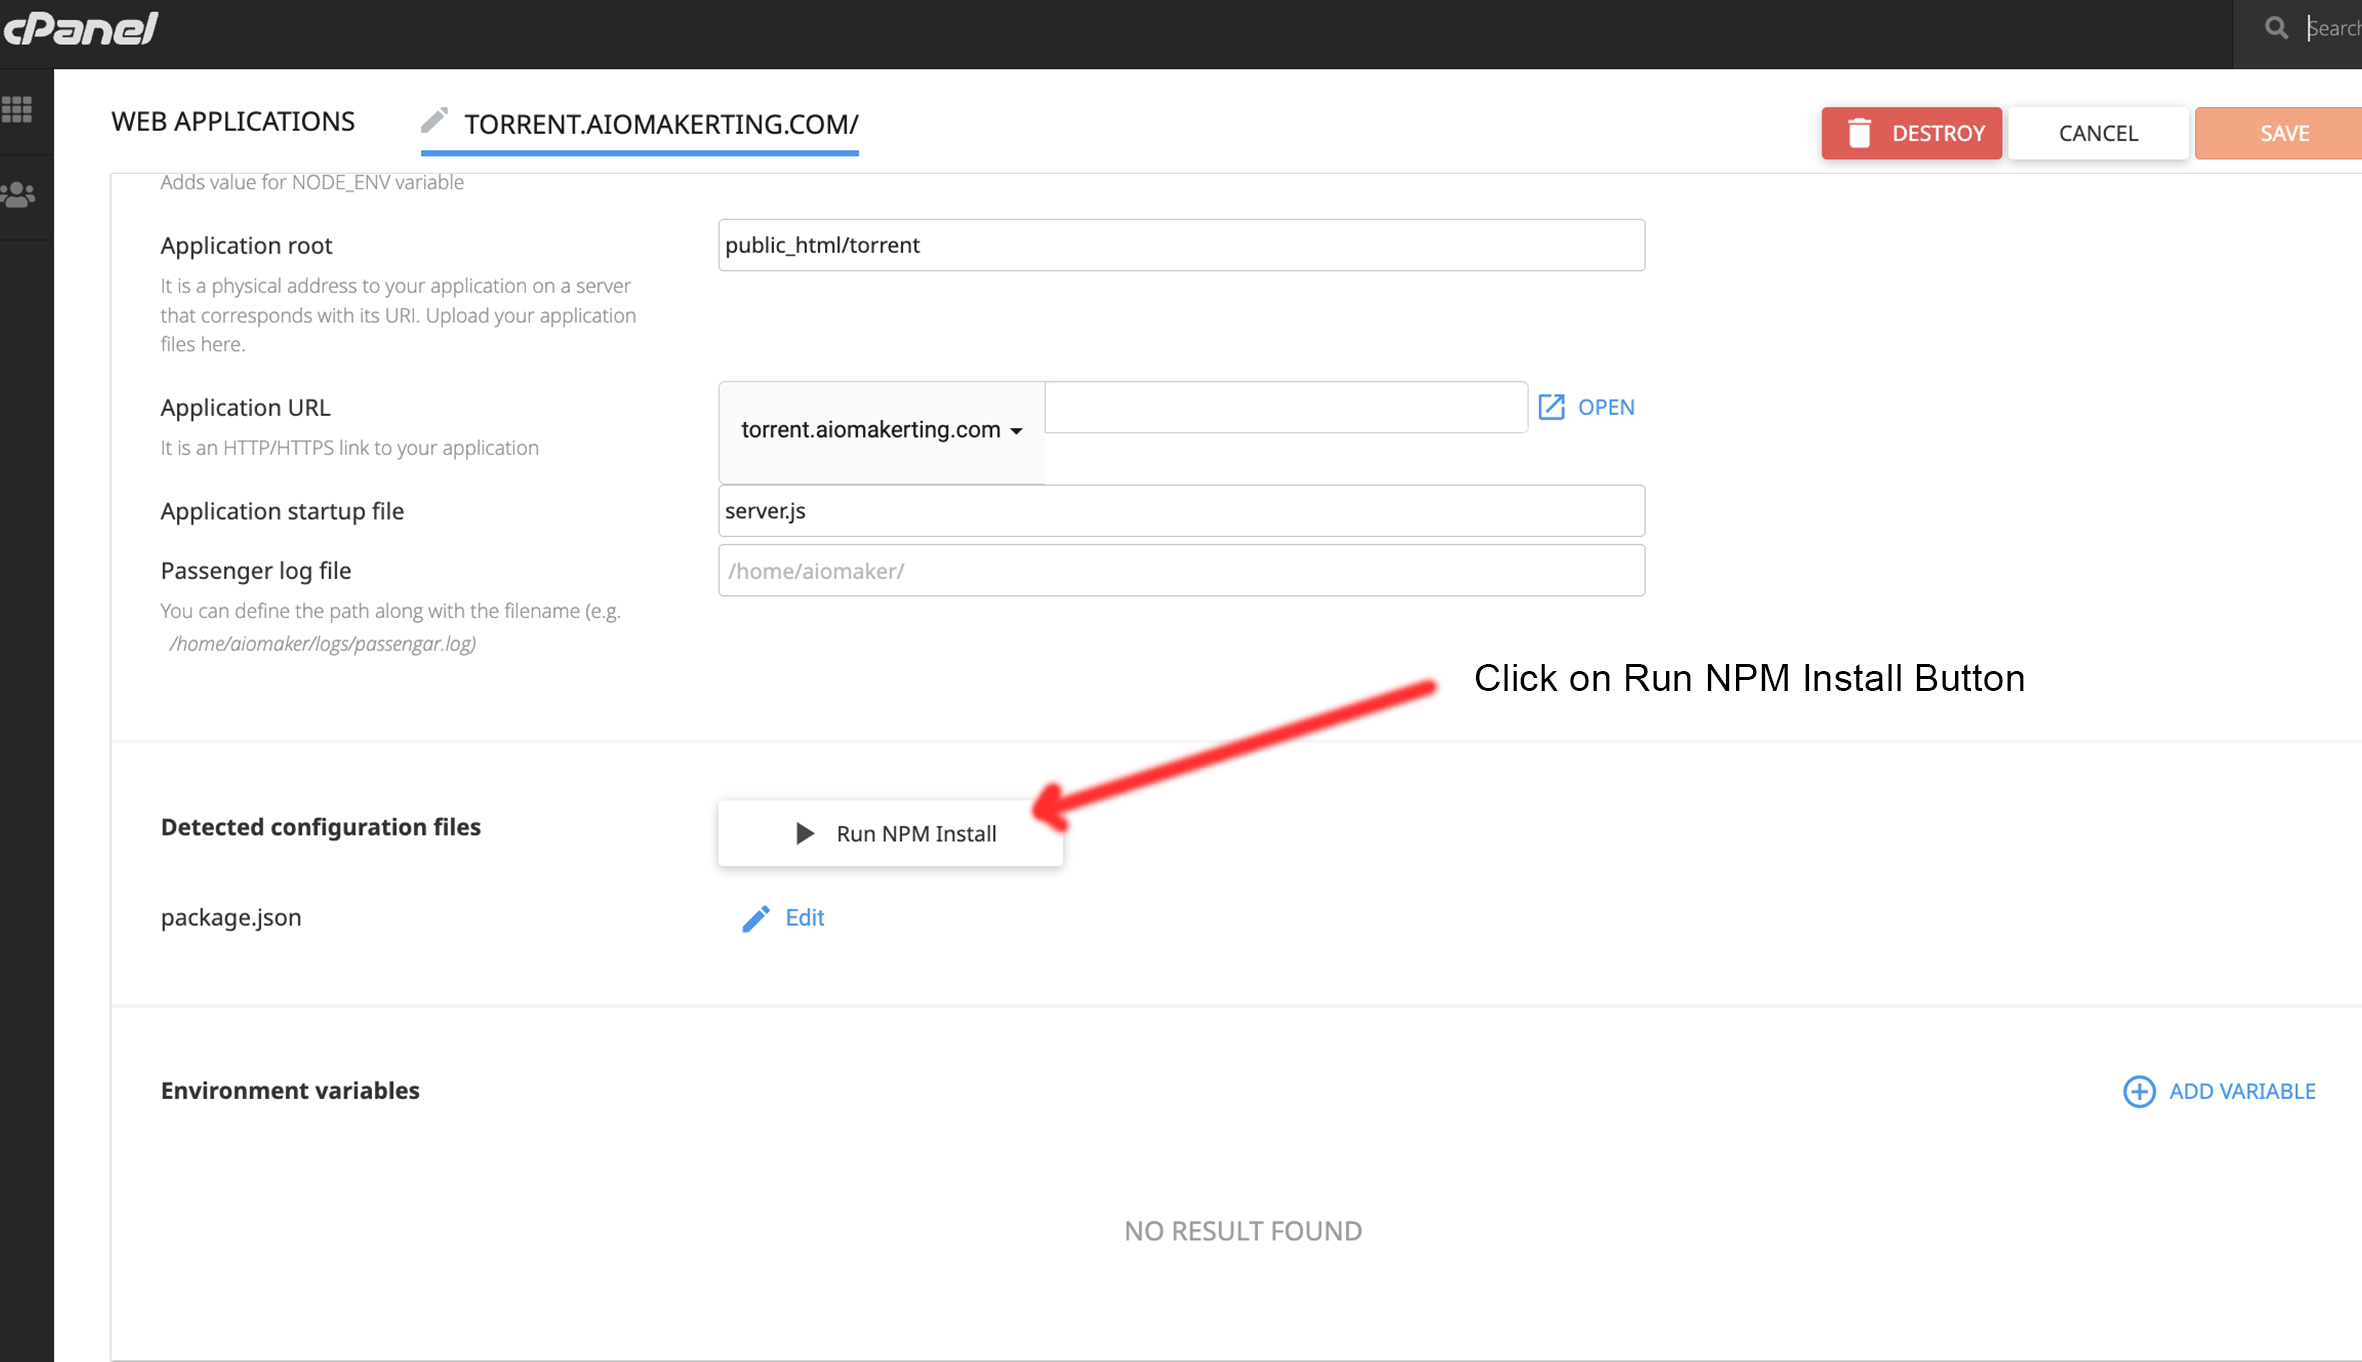 cPanel
Search
WEB APPLICATIONS
TORRENT.AIOMAKERTING.COM/
DESTROY
CANCEL
SAVE
Adds value for NODE_ENV variable
Application root
public_html/torrent
It is a physical address to your application on a server
that corresponds with its URI. Upload your application
files here.
Application URL
torrent.aiomakerting.com
OPEN
It is an HTTP/HTTPS link to your application
Application startup file
server.js
Passenger log file
/home/aiomaker/
You can define the path along with the filename (e.g.
/home/aiomaker/logs/passengar.log)
Click on Run NPM Install Button
Detected configuration files
Run NPM Install
package.json
Edit
Environment variables
ADD VARIABLE
NO RESULT FOUND